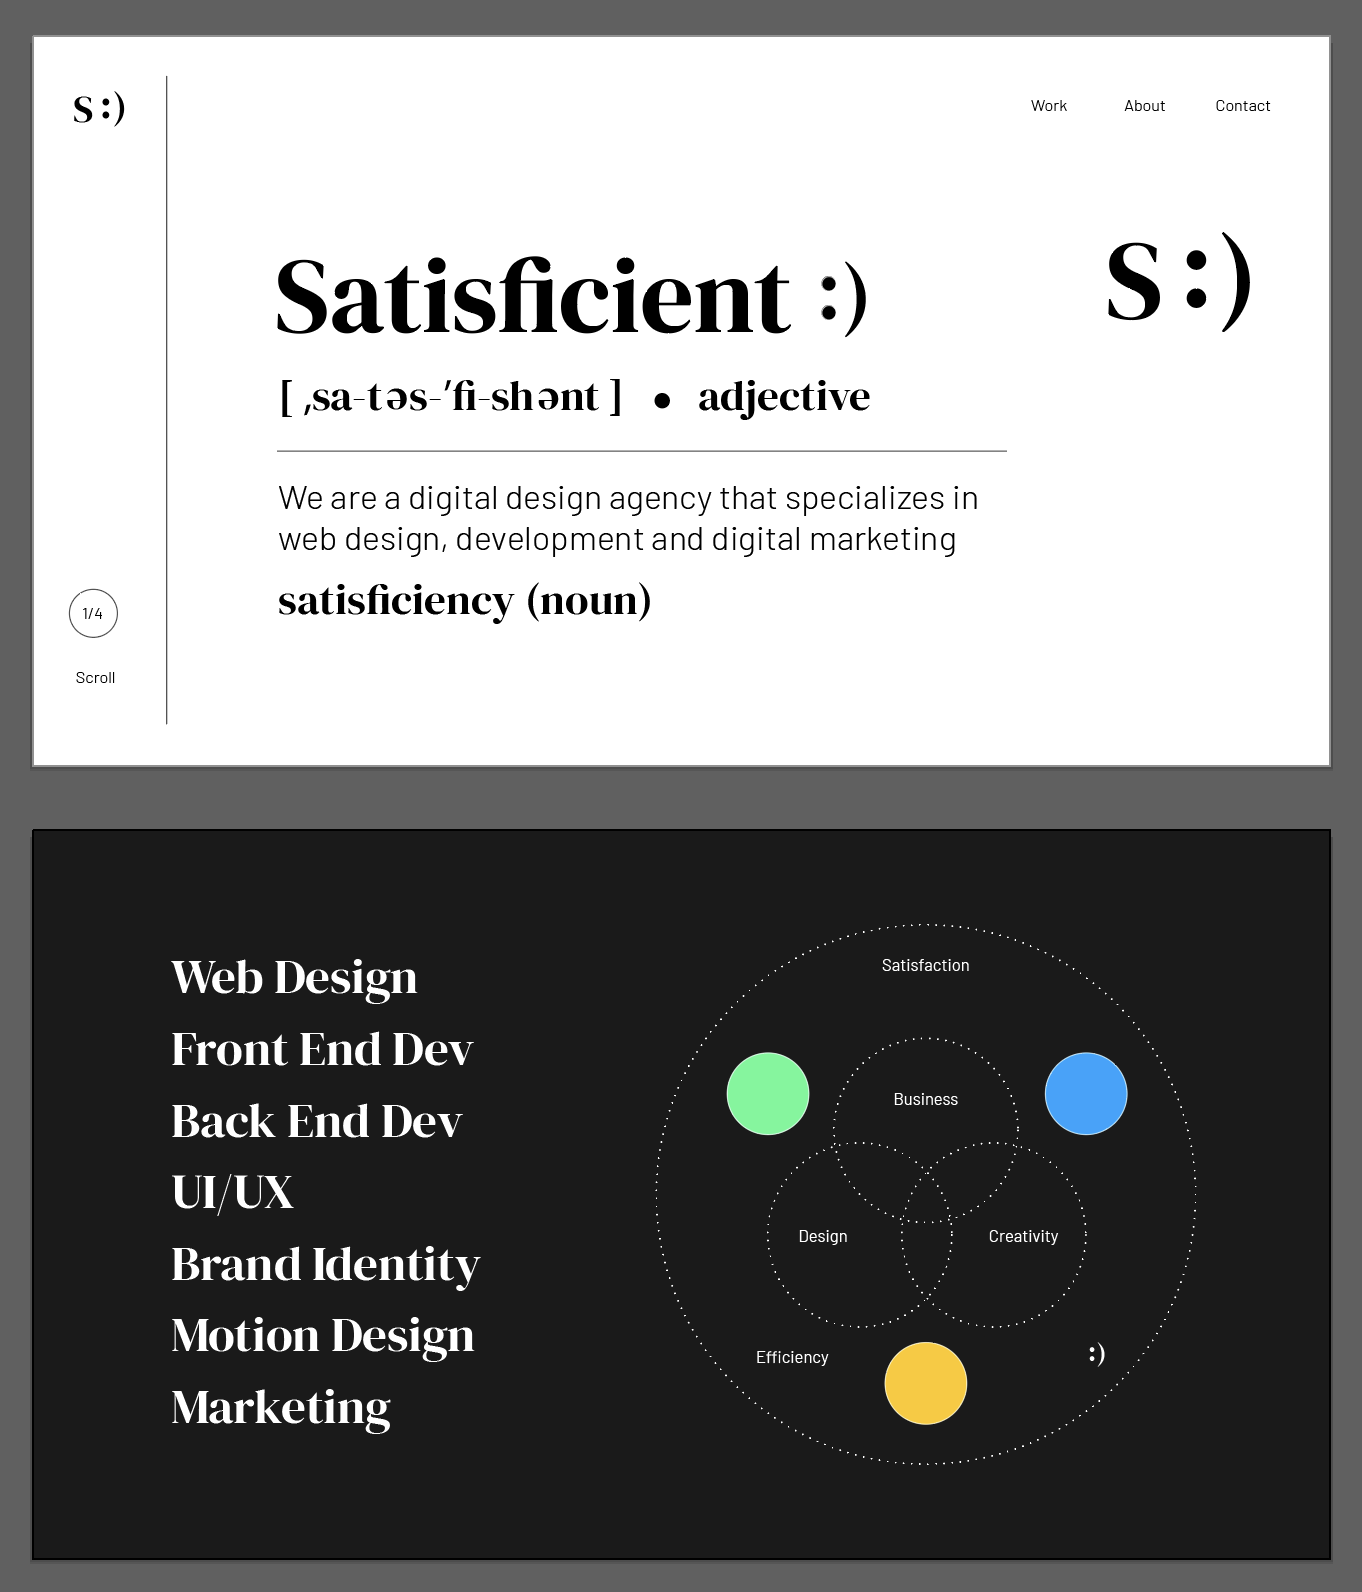 S :)
Work About Contact
Satisficient :)
S :)
[ ,sa-təs-'fi-shənt ] • adjective
We are a digital design agency that specializes in
web design, development and digital marketing
satisficiency (noun)
1/4
Scroll
Web Design
Front End Dev
Back End Dev
UI/UX
Brand Identity
Motion Design
Marketing
Satisfaction
Business
Design
Creativity
Efficiency
:)